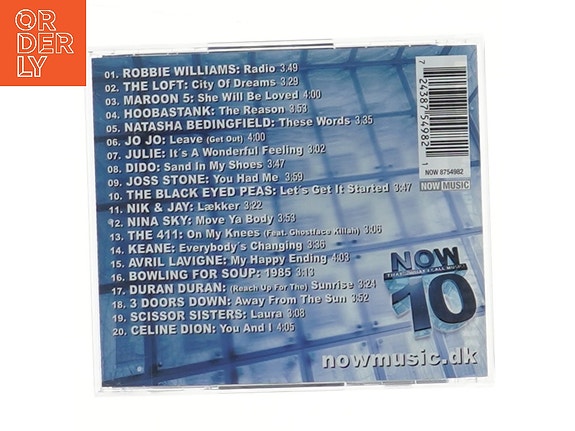 ORDERLY
01. ROBBIE WILLIAMS: Radio 3.49
02. THE LOFT: City Of Dreams 3.29
03. MAROON 5: She Will Be Loved 4.00
04. HOOBASTANK: The Reason 3.53
05. NATASHA BEDINGFIELD: These Words 3.35
06. JO JO: Leave (Get Out) 4.00
07. JULIE: It´s A Wonderful Feeling 3.02
08. DIDO: Sand In My Shoes 3.47
09. JOSS STONE: You Had Me 3.59
10. THE BLACK EYED PEAS: Let´s Get It Started 3.47
11. NIK & JAY: Lækker 3.22
12. NINA SKY: Move Ya Body 3.53
13. THE 411: On My Knees (Feat. Ghostface Killah) 3.06
14. KEANE: Everybody´s Changing 3.36
15. AVRIL LAVIGNE: My Happy Ending 4.03
16. BOWLING FOR SOUP: 1985 3.13
17. DURAN DURAN: (Reach Up For The) Sunrise 3.24
18. 3 DOORS DOWN: Away From The Sun 3.52
19. SCISSOR SISTERS: Laura 3.08
20. CELINE DION: You And I 4.05
7 24387 54982 1
NOW 8754982
NOW MUSIC
NOW
THAT'S WHAT I CALL MUSIC
10
nowmusic.dk